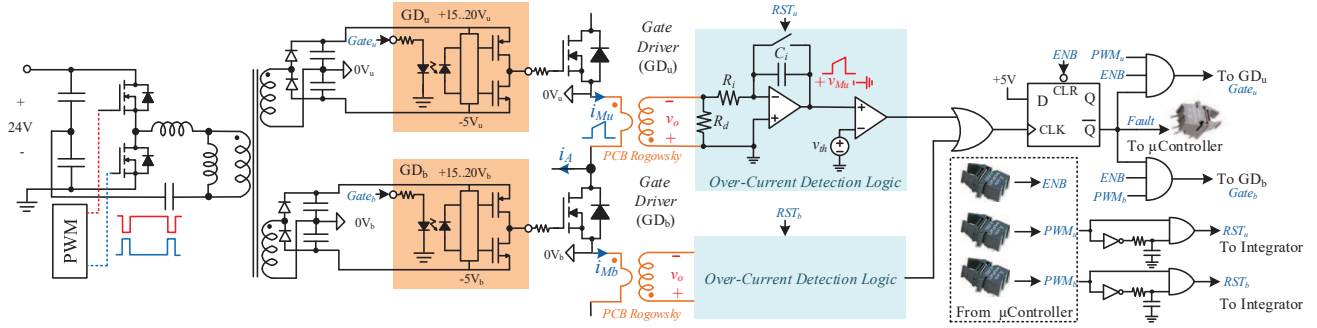 +
24V
-
PWM
GDu +15..20Vu
Gateu
0Vu
-5Vu
Gate
Driver
(GDu)
0Vu
iMu
iA
GDb +15..20Vb
Gateb
0Vb
-5Vb
Gate
Driver
(GDb)
0Vb
iMb
-
vo
+
PCB Rogowsky
-
vo
+
PCB Rogowsky
RSTu
Ci
Ri
Rd
+ vMu -
vth
Over-Current Detection Logic
RSTb
Over-Current Detection Logic
ENB
+5V
CLR
D Q
CLK Q
PWMu
ENB
To GDu
Gateu
Fault
To μController
ENB
PWMb
To GDb
Gateb
ENB
PWMu
PWMb
From μController
RSTu
To Integrator
RSTb
To Integrator